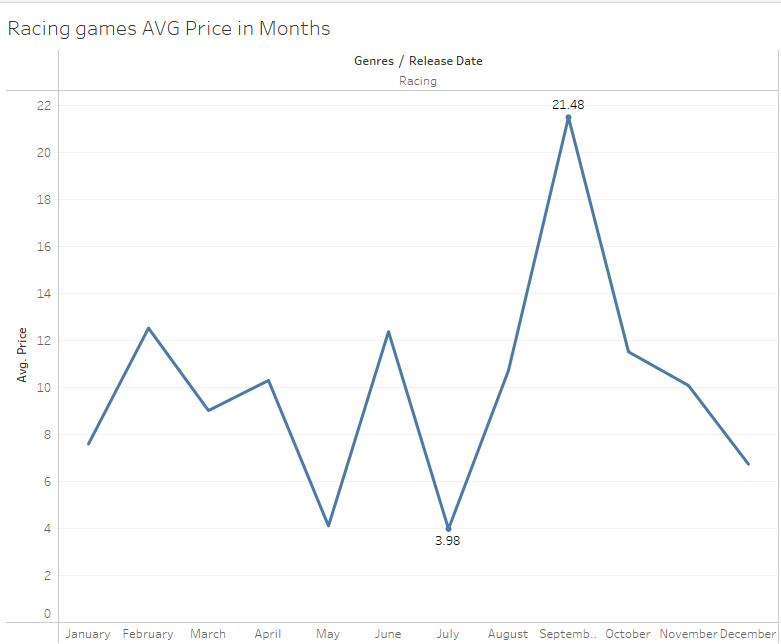 Racing games AVG Price in Months
Genres / Release Date
Racing
22
21.48
20
18
16
14
12
10
8
6
4
3.98
2
0
Avg. Price
January February March April May June July August Septemb.. October November December